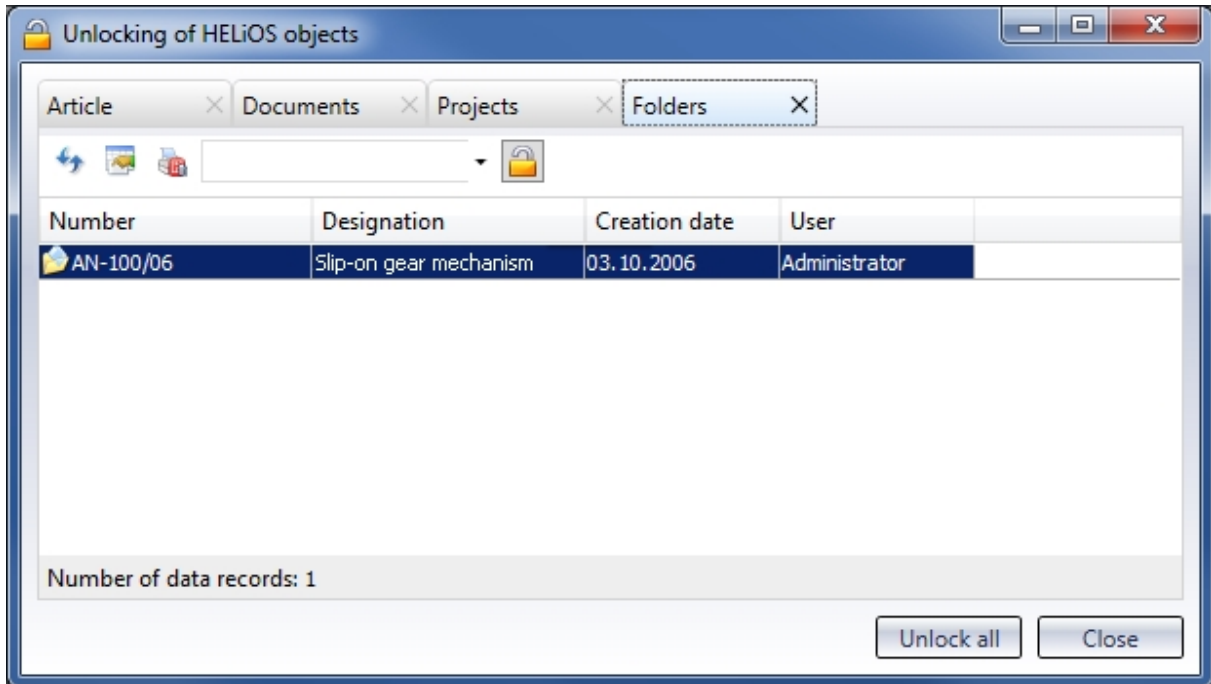 Unlocking of HELiOS objects
Article Documents Projects Folders
Number Designation Creation date User
AN-100/06 Slip-on gear mechanism 03.10.2006 Administrator
Number of data records: 1
Unlock all Close